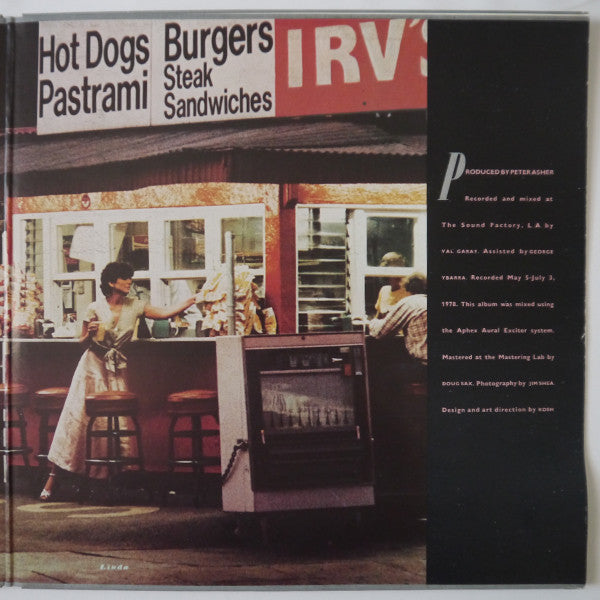 Hot Dogs
Pastrami
Burgers
Steak
Sandwiches
IRV'S
PRODUCED BY PETER ASHER
Recorded and mixed at
The Sound Factory, L.A. by
VAL GARAY. Assisted by GEORGE
YBARRA. Recorded May 5-July 3,
1978. This album was mixed using
the Aphex Aural Exciter system.
Mastered at the Mastering Lab by
DOUG SAX. Photography by JIM SHEA.
Design and art direction by KOSH
Linda